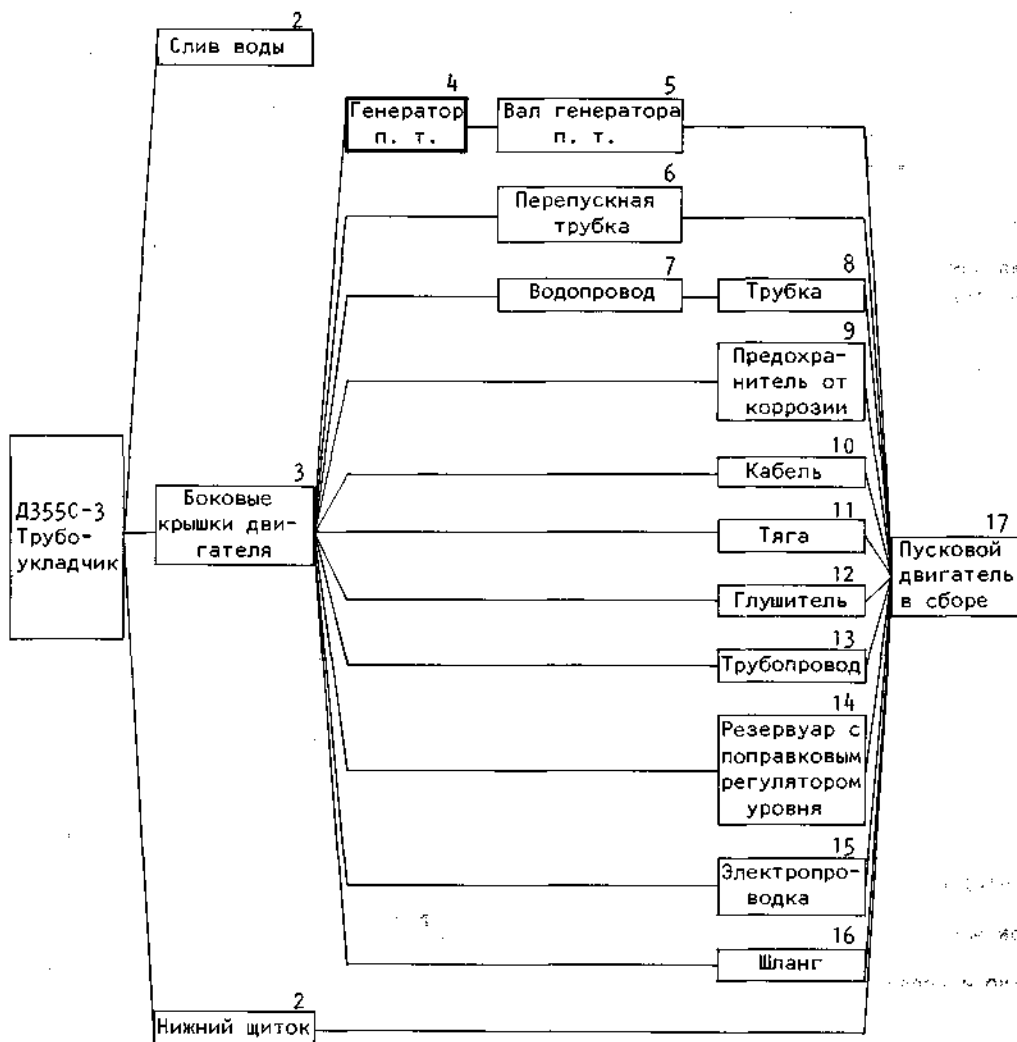 2
Слив воды
4
Генератор
п. т.
5
Вал генератора
п. т.
6
Перепускная
трубка
7
Водопровод
8
Трубка
9
Предохра-
нитель от
коррозии
Д355С-3
Трубо-
укладчик
3
Боковые
крышки дви-
гателя
10
Кабель
11
Тяга
12
Глушитель
17
Пусковой
двигатель
в сборе
13
Трубопровод
14
Резервуар с
поправковым
регулятором
уровня
15
Электропро-
водка
16
Шланг
2
Нижний щиток